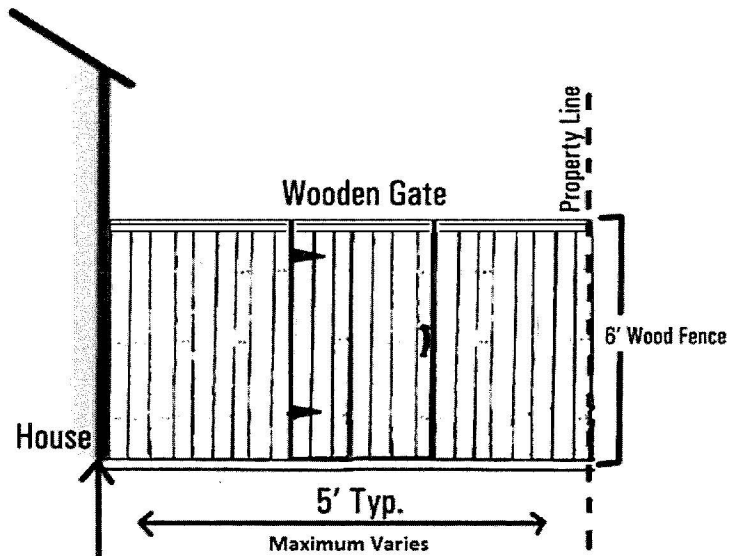 Property Line
Wooden Gate
6' Wood Fence
House
5' Typ.
Maximum Varies